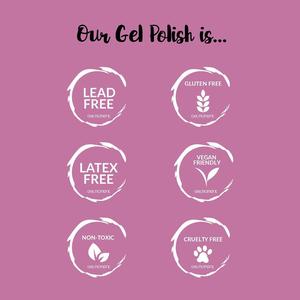 Our Gel Polish is...
LEAD
FREE
GLUTEN FREE
LATEX
FREE
VEGAN
FRIENDLY
NON-TOXIC
CRUELTY FREE